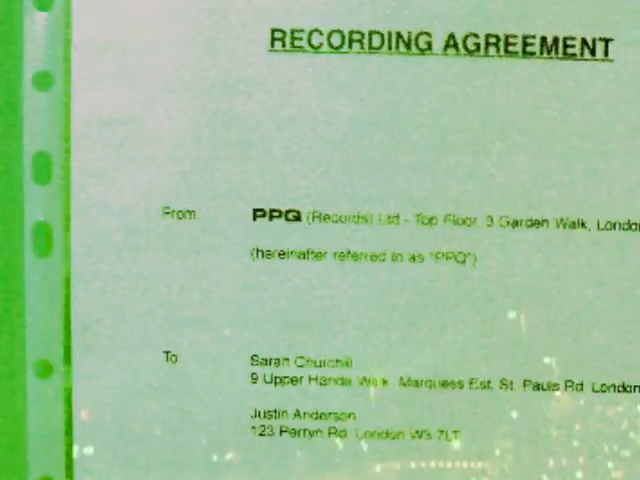 RECORDING AGREEMENT
From PPQ (Records) Ltd - Top Floor, 3 Garden Walk, London
(hereinafter referred to as "PPQ")
To Sarah Churchill
9 Upper Handa Walk, Marquess Est, St. Pauls Rd London
Justin Anderson
123 Perryn Rd London W3 7LT